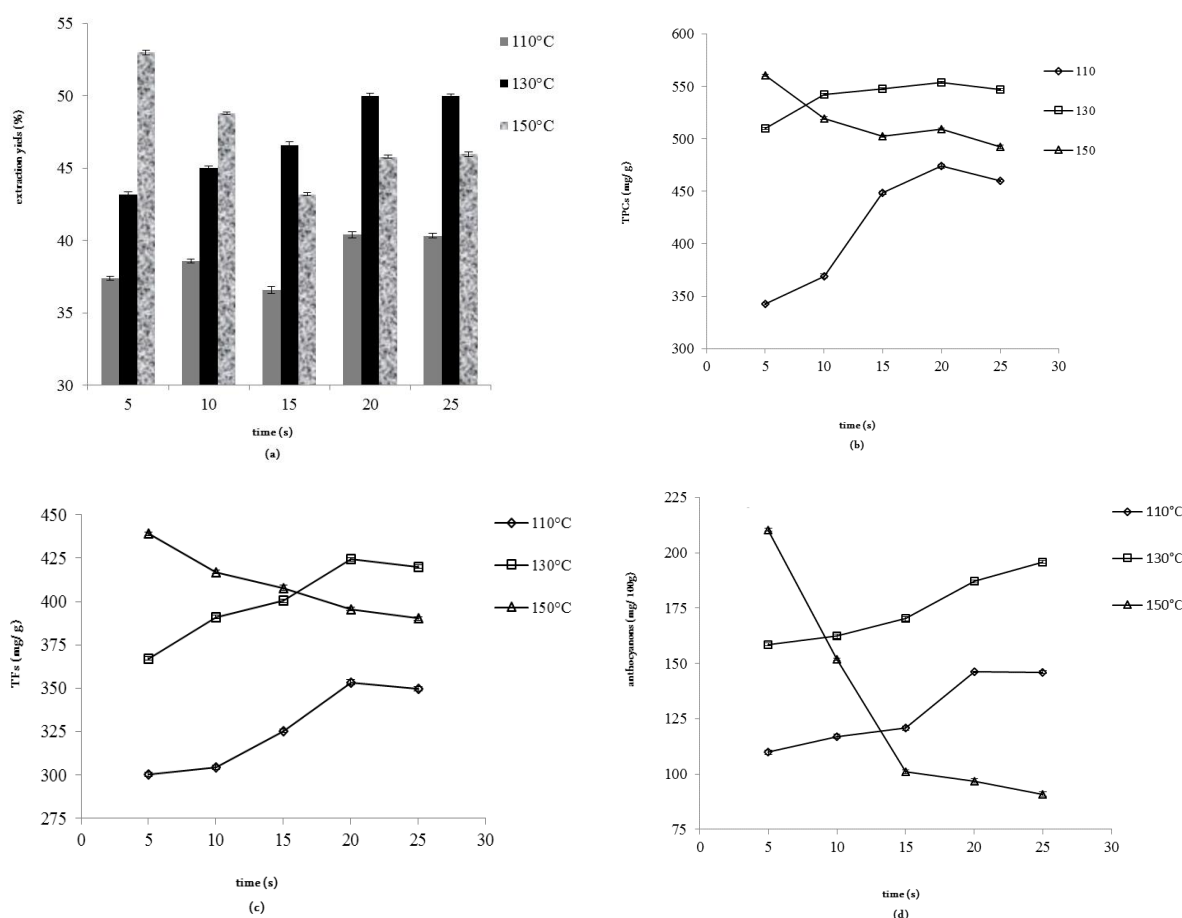 55
50
45
40
35
30
extraction yiels (%)
5 10 15 20 25
time (s)
(a)
110°C
130°C
150°C
600
550
500
450
400
350
300
TPCs (mg/ g)
0 5 10 15 20 25 30
time (s)
(b)
110
130
150
450
425
400
375
350
325
300
275
TFs (mg/ g)
0 5 10 15 20 25 30
time (s)
(c)
110°C
130°C
150°C
225
200
175
150
125
100
75
anthocyanons (mg/ 100g)
0 5 10 15 20 25 30
time (s)
(d)
110°C
130°C
150°C